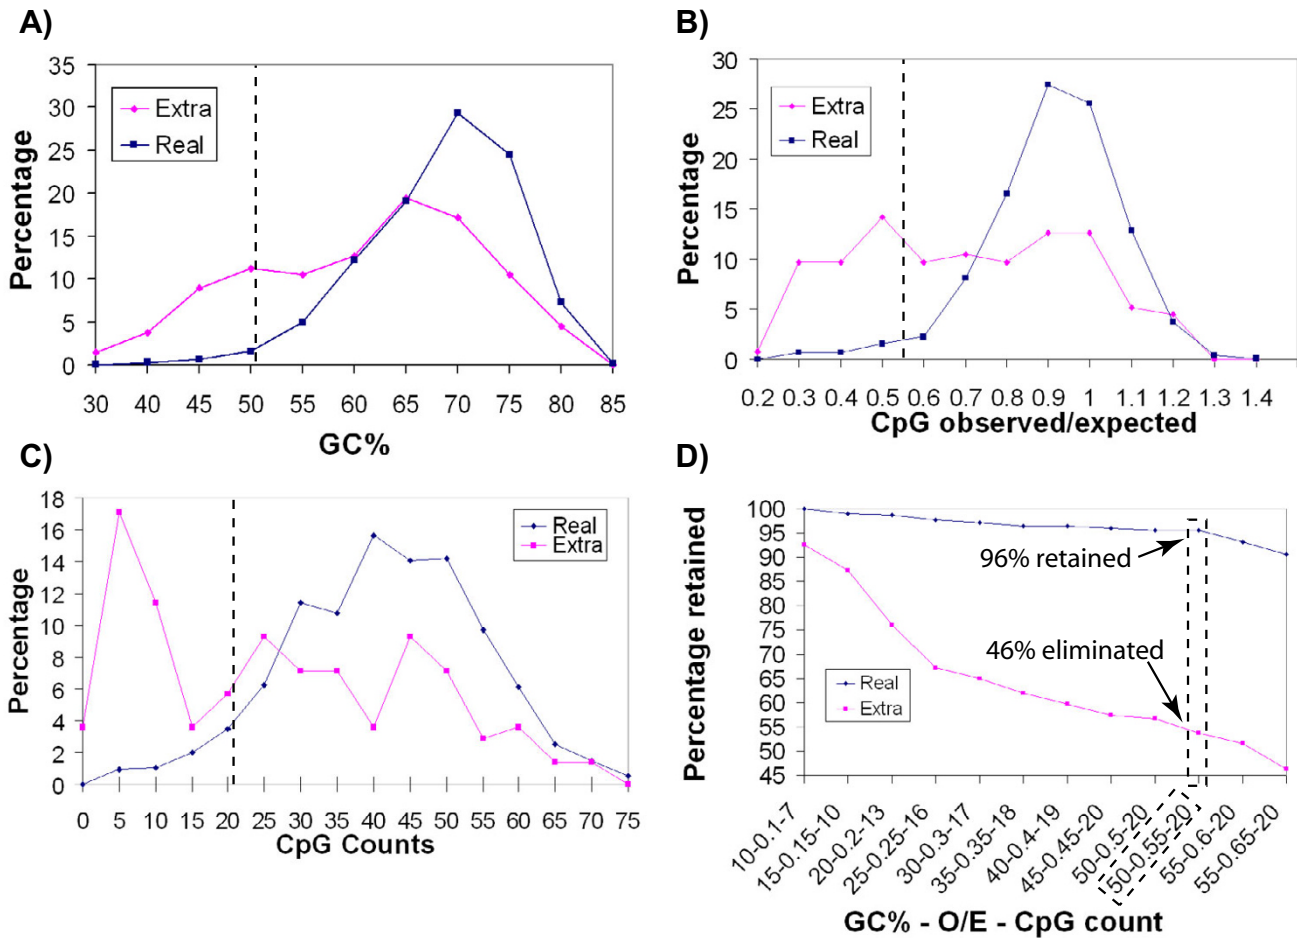 A)
Percentage
35
30
25
20
15
10
5
0
Extra
Real
30 40 45 50 55 60 65 70 75 80 85
GC%
B)
Percentage
30
25
20
15
10
5
0
Extra
Real
0.2 0.3 0.4 0.5 0.6 0.7 0.8 0.9 1 1.1 1.2 1.3 1.4
CpG observed/expected
C)
Percentage
18
16
14
12
10
8
6
4
2
0
Real
Extra
0 5 10 15 20 25 30 35 40 45 50 55 60 65 70 75
CpG Counts
D)
Percentage retained
100
95
90
85
80
75
70
65
60
55
50
45
96% retained
46% eliminated
Real
Extra
10-0.1-7
15-0.15-10
20-0.2-13
25-0.25-16
30-0.3-17
35-0.35-18
40-0.4-19
45-0.45-20
50-0.5-20
50-0.55-20
55-0.6-20
55-0.65-20
GC% - O/E - CpG count